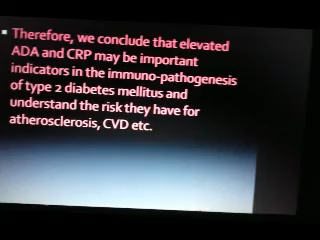 Therefore, we conclude that elevated
ADA and CRP may be important
indicators in the immuno-pathogenesis
of type 2 diabetes mellitus and
understand the risk they have for
atherosclerosis, CVD etc.